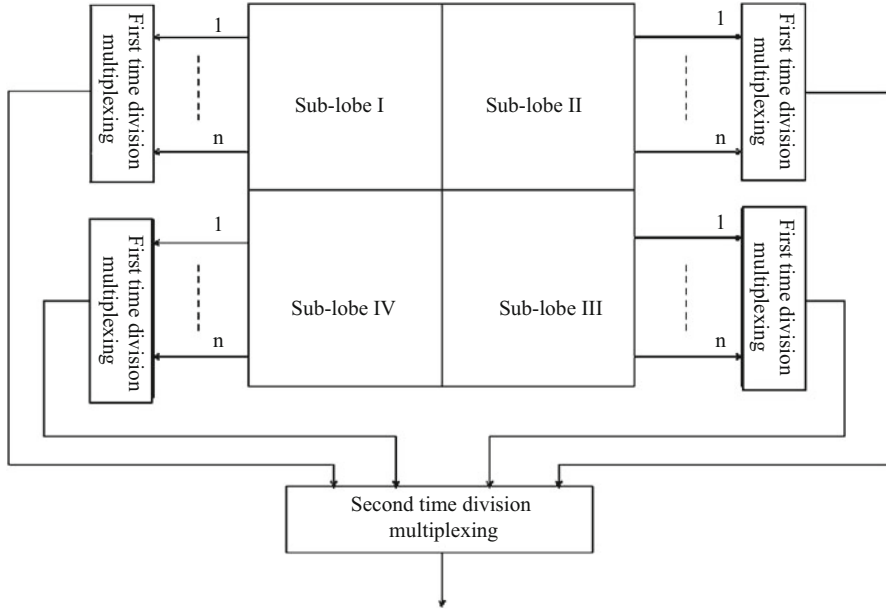 First time division
multiplexing
1
n
Sub-lobe I
Sub-lobe II
1
n
First time division
multiplexing
First time division
multiplexing
1
n
Sub-lobe IV
Sub-lobe III
1
n
First time division
multiplexing
Second time division
multiplexing